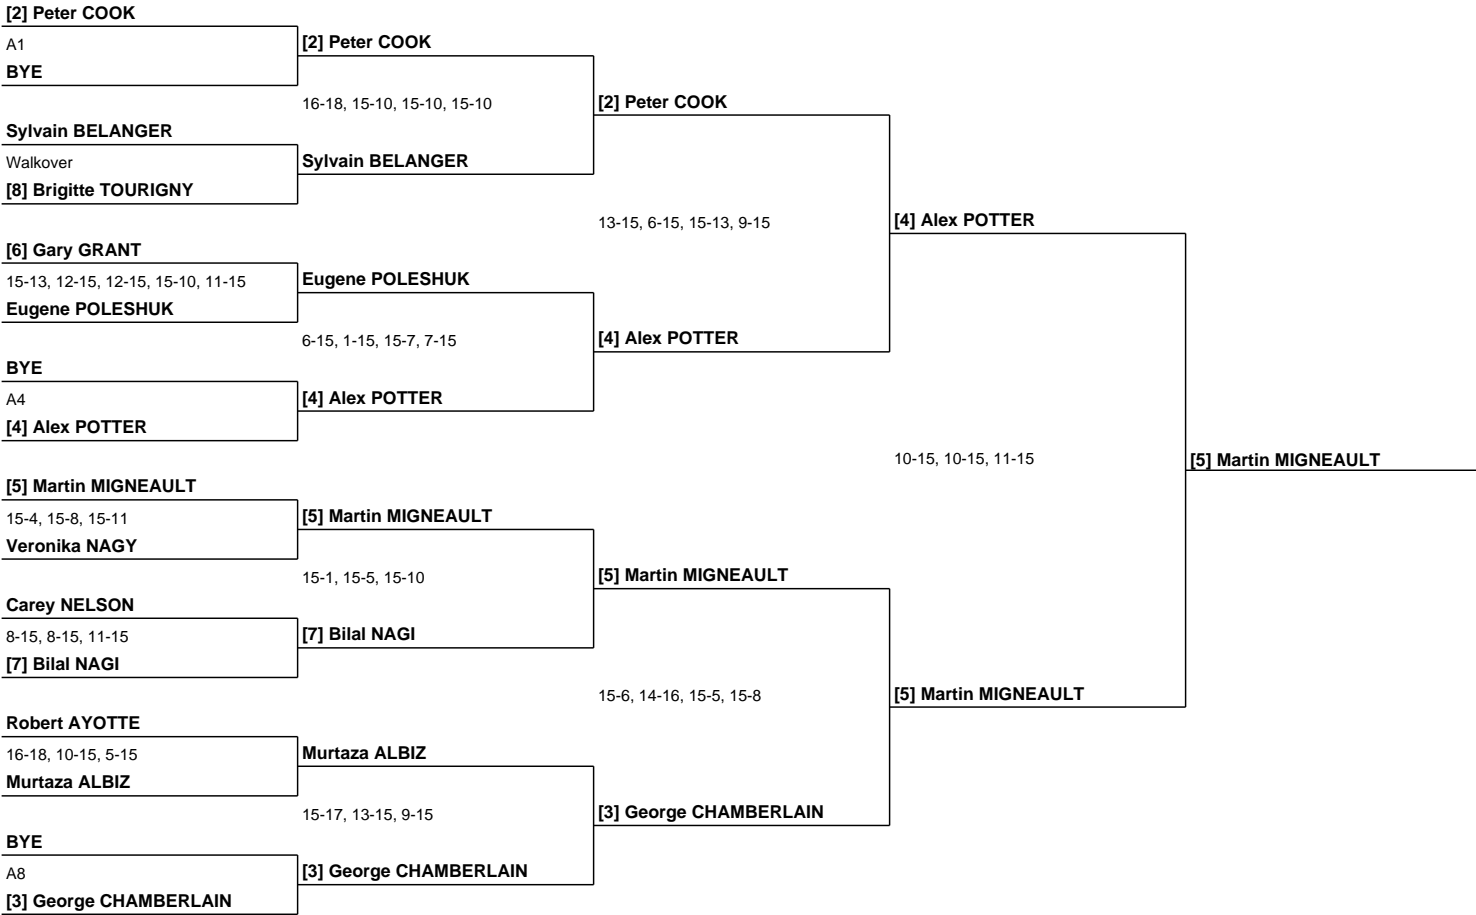 [2] Peter COOK
A1
BYE
Sylvain BELANGER
Walkover
[8] Brigitte TOURIGNY
[6] Gary GRANT
15-13, 12-15, 12-15, 15-10, 11-15
Eugene POLESHUK
BYE
A4
[4] Alex POTTER
[5] Martin MIGNEAULT
15-4, 15-8, 15-11
Veronika NAGY
Carey NELSON
8-15, 8-15, 11-15
[7] Bilal NAGI
Robert AYOTTE
16-18, 10-15, 5-15
Murtaza ALBIZ
BYE
A8
[3] George CHAMBERLAIN
[2] Peter COOK
16-18, 15-10, 15-10, 15-10
Sylvain BELANGER
Eugene POLESHUK
6-15, 1-15, 15-7, 7-15
[4] Alex POTTER
[5] Martin MIGNEAULT
15-1, 15-5, 15-10
[7] Bilal NAGI
Murtaza ALBIZ
15-17, 13-15, 9-15
[3] George CHAMBERLAIN
[2] Peter COOK
13-15, 6-15, 15-13, 9-15
[4] Alex POTTER
[5] Martin MIGNEAULT
15-6, 14-16, 15-5, 15-8
[3] George CHAMBERLAIN
[4] Alex POTTER
10-15, 10-15, 11-15
[5] Martin MIGNEAULT
[5] Martin MIGNEAULT